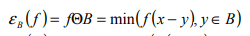 ε_B(f) = fΘB = min(f(x − y), y ∈ B)